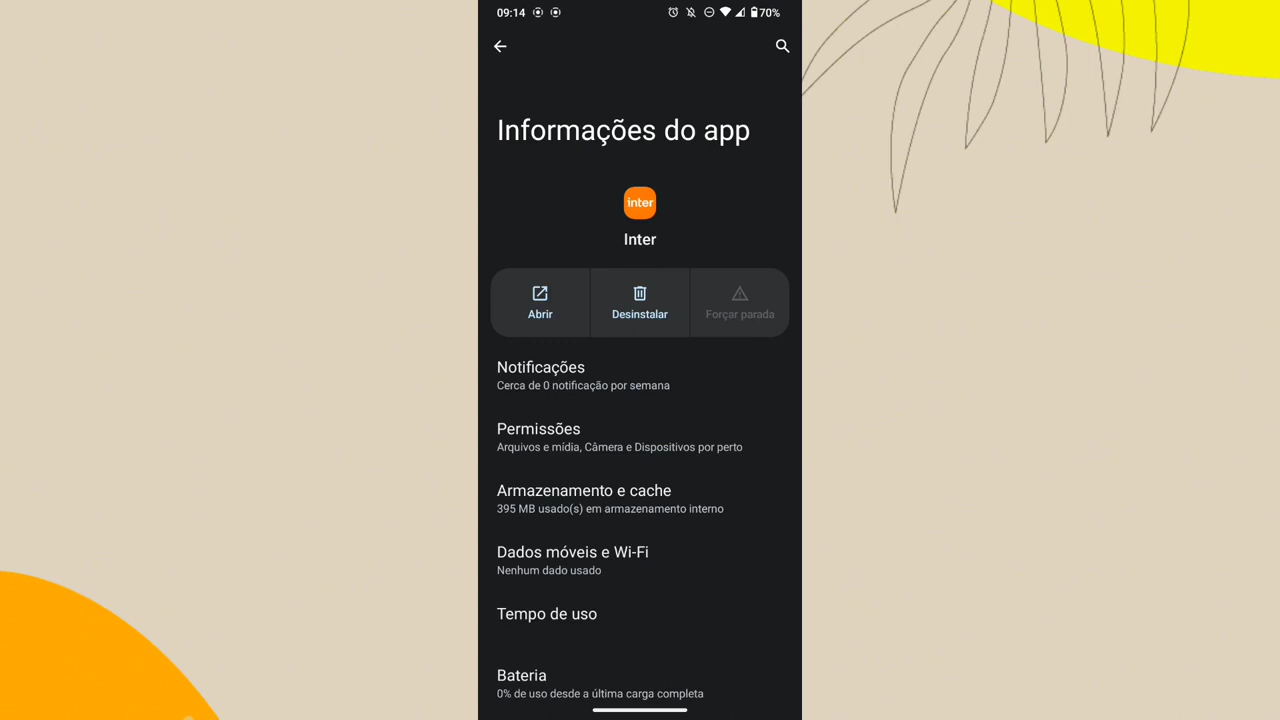 09:14 70%
Informações do app
inter
Inter
Abrir Desinstalar Forçar parada
Notificações
Cerca de 0 notificação por semana
Permissões
Arquivos e mídia, Câmera e Dispositivos por perto
Armazenamento e cache
395 MB usado(s) em armazenamento interno
Dados móveis e Wi-Fi
Nenhum dado usado
Tempo de uso
Bateria
0% de uso desde a última carga completa